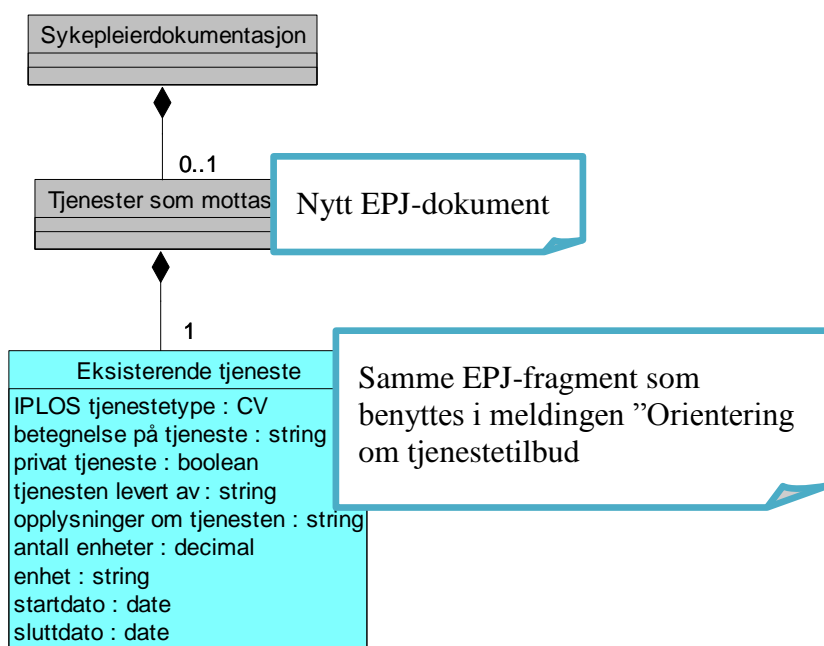 Sykepleierdokumentasjon
0..1
Tjenester som mottas
Nytt EPJ-dokument
1
Eksisterende tjeneste
IPLOS tjenestetype : CV
betegnelse på tjeneste : string
privat tjeneste : boolean
tjenesten levert av : string
opplysninger om tjenesten : string
antall enheter : decimal
enhet : string
startdato : date
sluttdato : date
Samme EPJ-fragment som
benyttes i meldingen ”Orientering
om tjenestetilbud